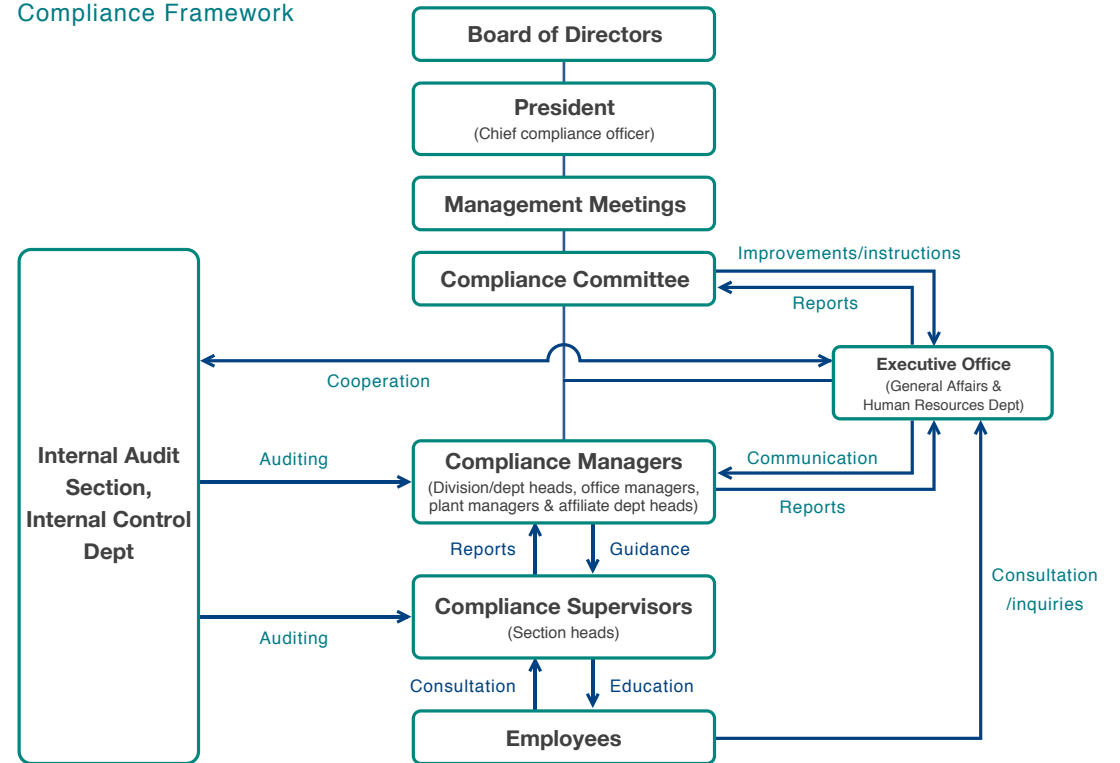 Compliance Framework
Board of Directors
President
(Chief compliance officer)
Management Meetings
Compliance Committee
Improvements/instructions
Reports
Executive Office
(General Affairs &
Human Resources Dept)
Cooperation
Internal Audit
Section,
Internal Control
Dept
Auditing
Compliance Managers
(Division/dept heads, office managers,
plant managers & affiliate dept heads)
Communication
Reports
Reports
Guidance
Consultation
/inquiries
Auditing
Compliance Supervisors
(Section heads)
Consultation
Education
Employees